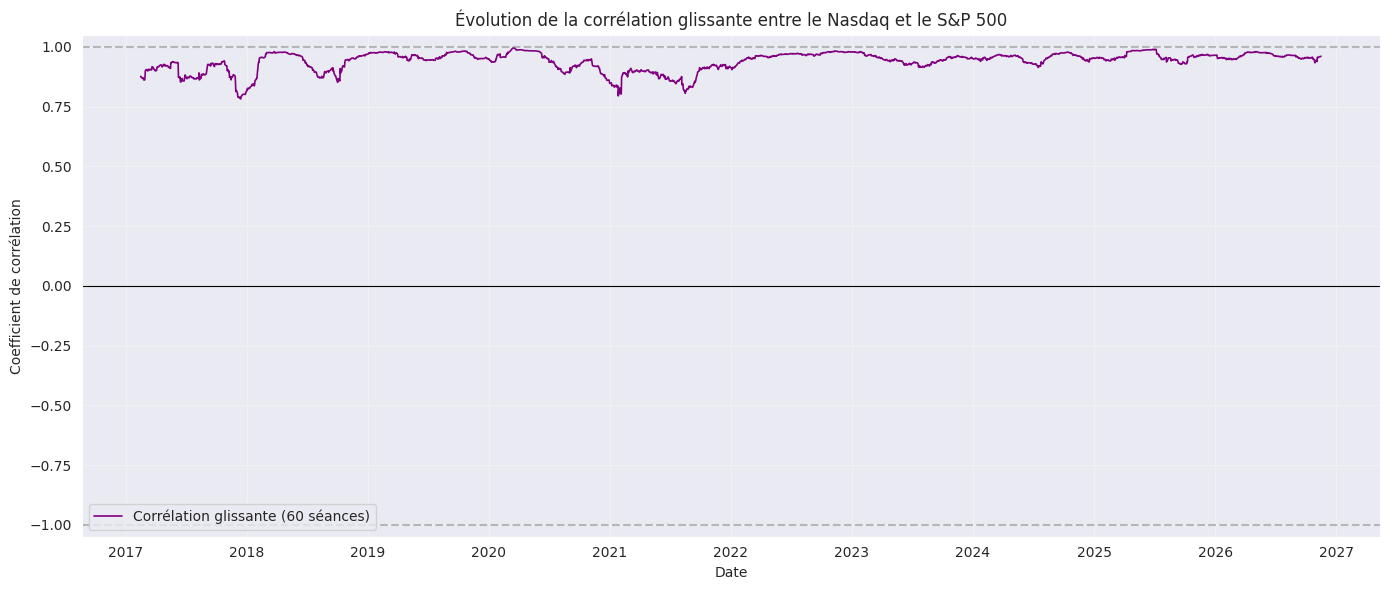 Évolution de la corrélation glissante entre le Nasdaq et le S&P 500
Coefficient de corrélation
1.00
0.75
0.50
0.25
0.00
−0.25
−0.50
−0.75
−1.00
Corrélation glissante (60 séances)
2017 2018 2019 2020 2021 2022 2023 2024 2025 2026 2027
Date